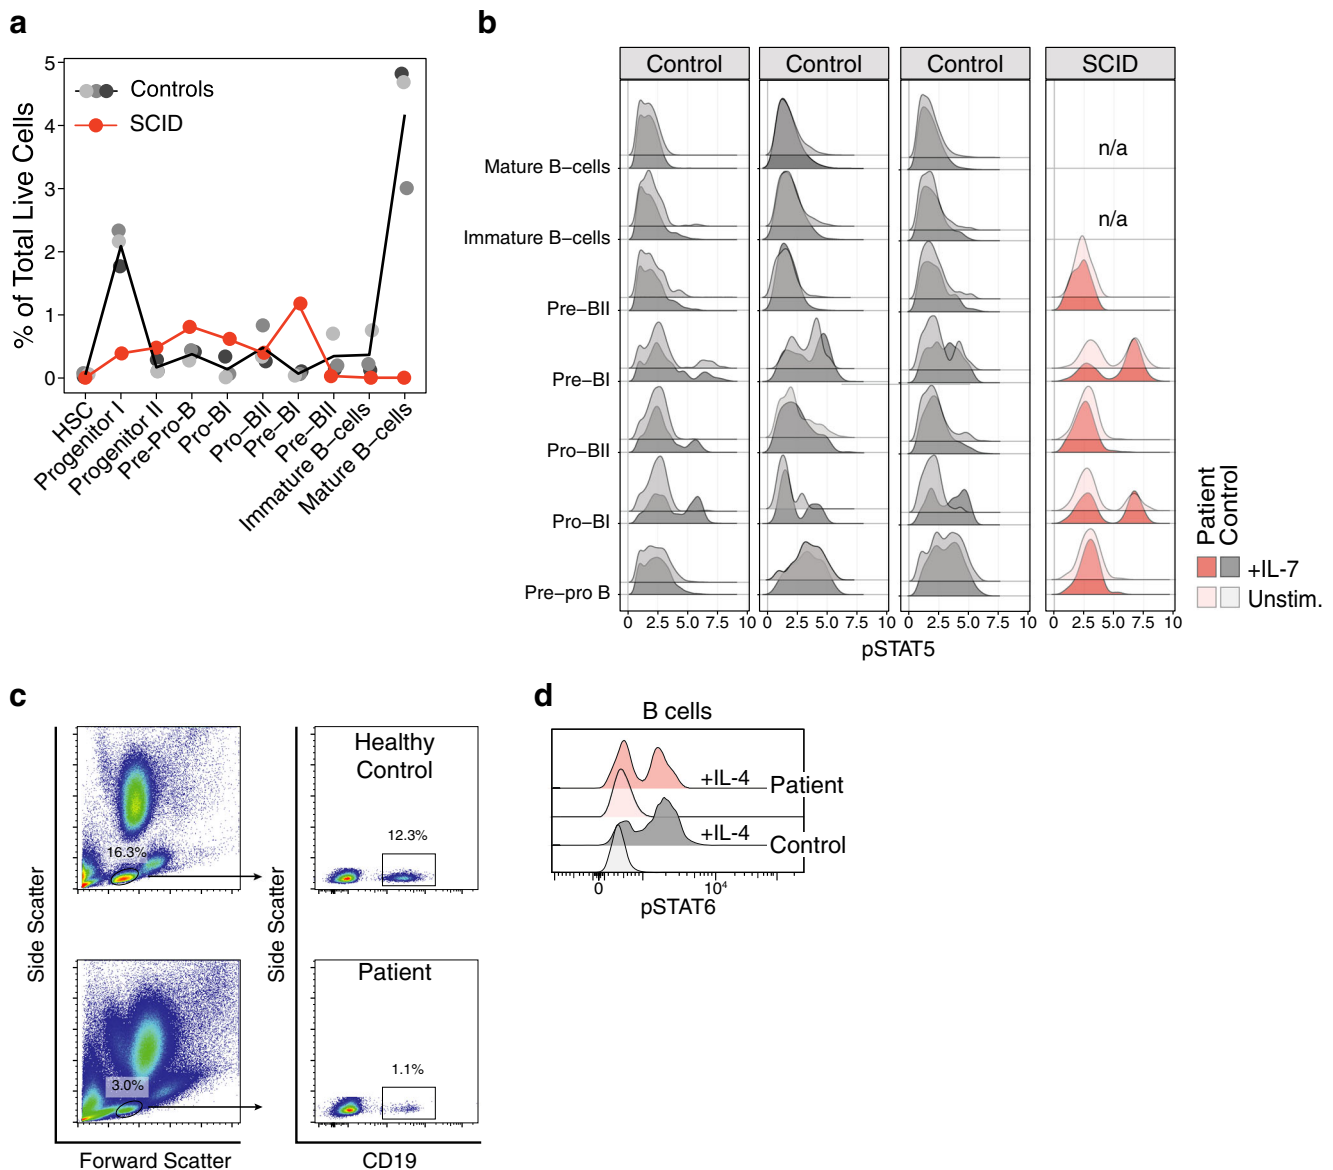 a
% of Total Live Cells
5
4
3
2
1
0
Controls
SCID
HSC
Progenitor I
Progenitor II
Pre-Pro-B
Pro-BI
Pro-BII
Pre-BI
Pre-BII
Immature B-cells
Mature B-cells
b
Control Control Control SCID
Mature B-cells
n/a
Immature B-cells
n/a
Pre-BII
Pre-BI
Pro-BII
Pro-BI
Pre-pro B
0 2.5 5.0 7.5 10 0 2.5 5.0 7.5 10 0 2.5 5.0 7.5 10 0 2.5 5.0 7.5 10
pSTAT5
Patient
Control
+IL-7
Unstim.
c
Side Scatter
16.3%
Side Scatter
Healthy
Control
12.3%
3.0%
Patient
1.1%
Forward Scatter
CD19
d
B cells
+IL-4
Patient
+IL-4
Control
0 10⁴
pSTAT6